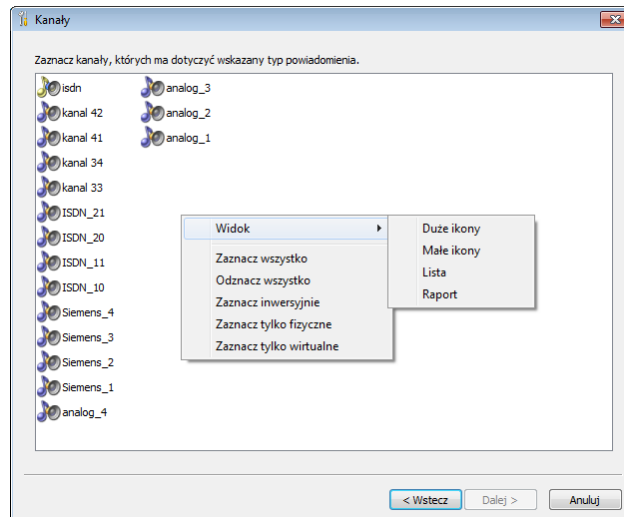 Kanały
Zaznacz kanały, których ma dotyczyć wskazany typ powiadomienia.
isdn
kanal 42
kanal 41
kanal 34
kanal 33
ISDN_21
ISDN_20
ISDN_11
ISDN_10
Siemens_4
Siemens_3
Siemens_2
Siemens_1
analog_4
analog_3
analog_2
analog_1
Widok
Zaznacz wszystko
Odznacz wszystko
Zaznacz inwersyjnie
Zaznacz tylko fizyczne
Zaznacz tylko wirtualne
Duże ikony
Małe ikony
Lista
Raport
< Wstecz
Dalej >
Anuluj